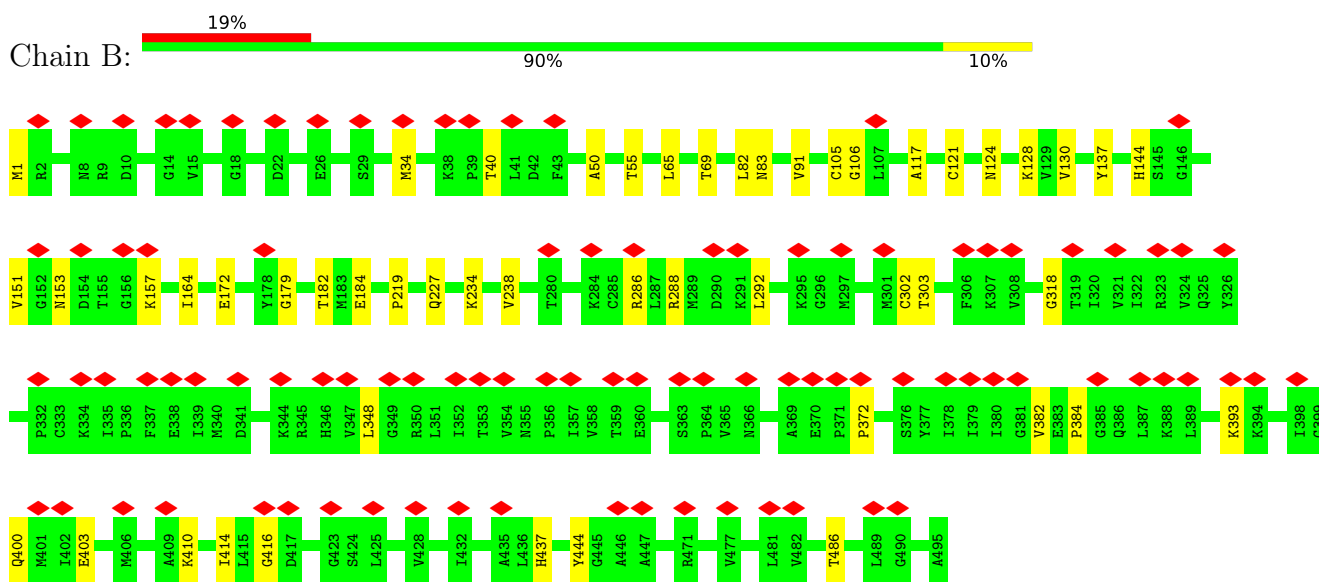 19%
Chain B:
90% 10%
M1 R2 N8 R9 D10 G14 V15 G18 D22 E26 S29 M34 K38 P39 T40 L41 D42 F43 A50 T55 L65 T69 L82 N83 V91 C105 G106 L107 A117 C121 N124 K128 V129 V130 Y137 H144 S145 G146
V151 G152 N153 D154 T155 G156 K157 I164 E172 Y178 G179 T182 M183 E184 P219 Q227 K234 V238 T280 K284 C285 R286 L287 R288 M289 D290 K291 L292 K295 G296 M297 M301 C302 T303 F306 K307 V308 G318 T319 I320 V321 I322 R323 V324 Q325 Y326
P332 C333 K334 I335 P336 F337 E338 I339 M340 D341 K344 R345 H346 V347 L348 G349 R350 L351 I352 T353 V354 N355 P356 I357 V358 T359 E360 S363 P364 V365 N366 A369 E370 P371 P372 S376 Y377 I378 I379 I380 G381 V382 E383 P384 G385 Q386 L387 K388 L389 K393 K394 I398 C399
Q400 M401 I402 E403 M406 A409 K410 I414 L415 G416 D417 G423 S424 L425 V428 I432 A435 L436 H437 Y444 G445 A446 A447 R471 V477 L481 V482 T486 L489 G490 A495